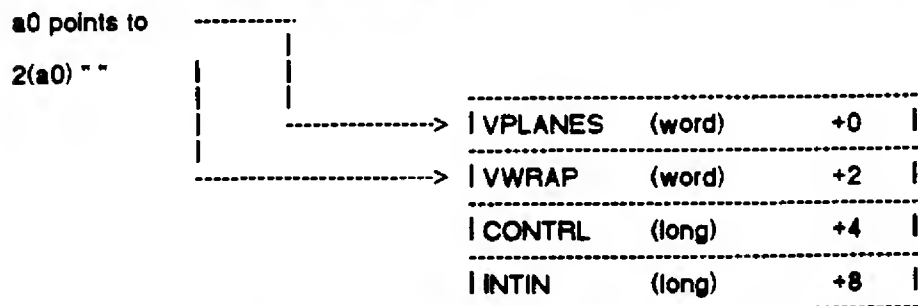 a0 points to
2(a0) " "
VPLANES (word) +0
VWRAP (word) +2
CONTRL (long) +4
INTIN (long) +8